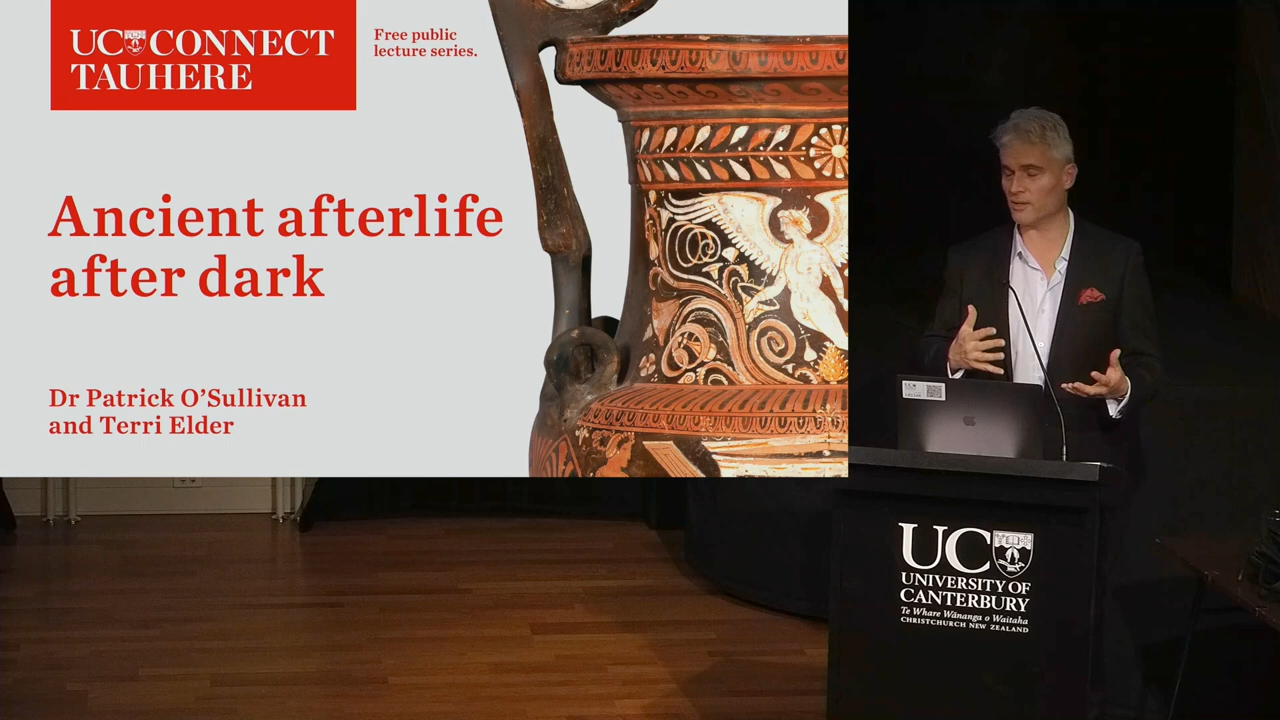 UC CONNECT
TAUHERE
Free public
lecture series.
Ancient afterlife
after dark
Dr Patrick O’Sullivan
and Terri Elder
UC
UNIVERSITY OF
CANTERBURY
Te Whare Wānanga o Waitaha
CHRISTCHURCH NEW ZEALAND